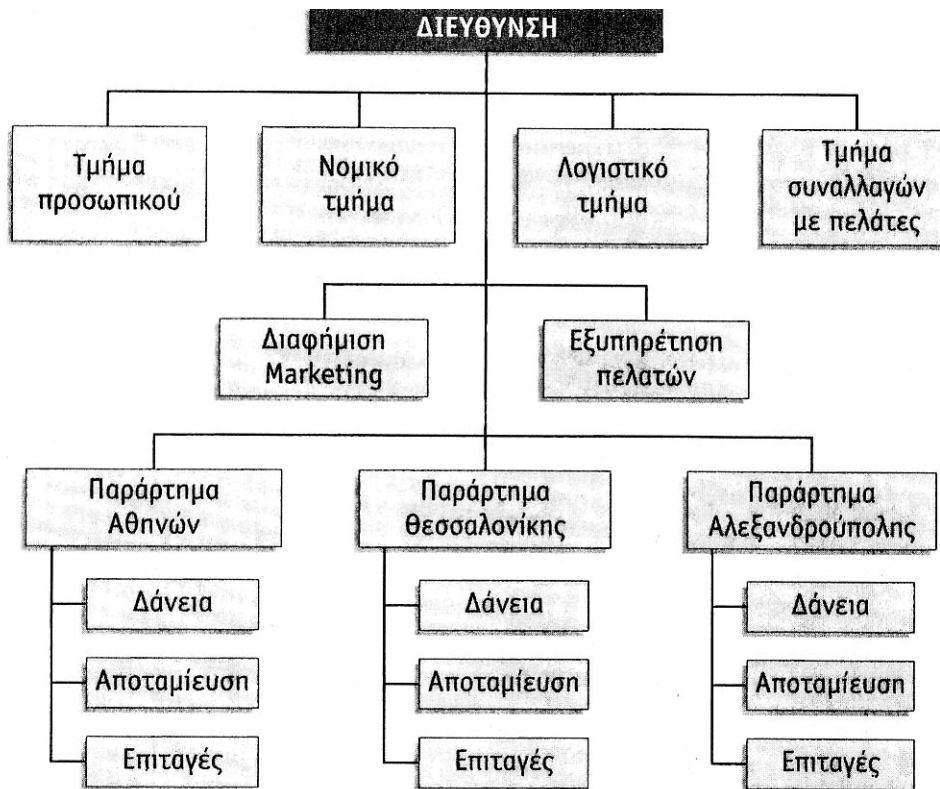 ΔΙΕΥΘΥΝΣΗ
Τμήμα
προσωπικού
Νομικό
τμήμα
Λογιστικό
τμήμα
Τμήμα
συναλλαγών
με πελάτες
Διαφήμιση
Marketing
Εξυπηρέτηση
πελατών
Παράρτημα
Αθηνών
Παράρτημα
Θεσσαλονίκης
Παράρτημα
Αλεξανδρούπολης
Δάνεια
Αποταμίευση
Επιταγές
Δάνεια
Αποταμίευση
Επιταγές
Δάνεια
Αποταμίευση
Επιταγές